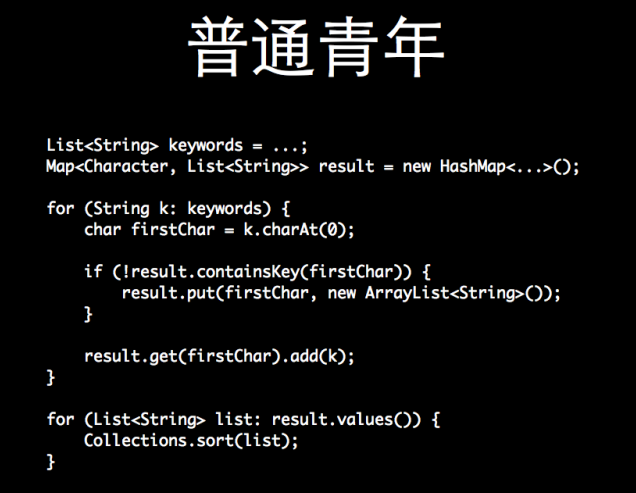 普通青年
List<String> keywords = ...;
Map<Character, List<String>> result = new HashMap<...>();
for (String k: keywords) {
char firstChar = k.charAt(0);
if (!result.containsKey(firstChar)) {
result.put(firstChar, new ArrayList<String>());
}
result.get(firstChar).add(k);
}
for (List<String> list: result.values()) {
Collections.sort(list);
}